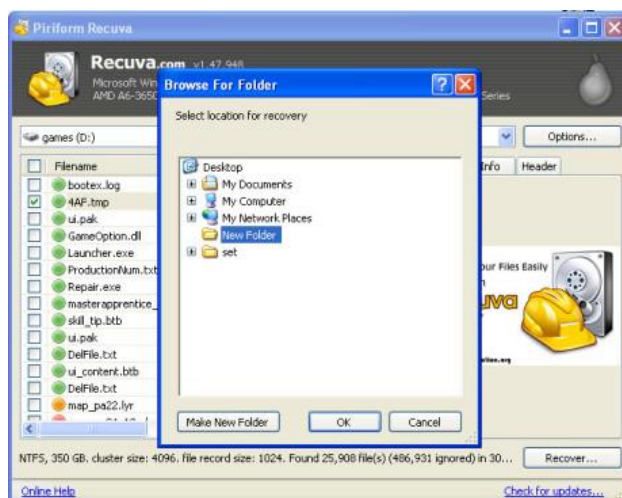 Piriform Recuva
Recuva.com v1.47.948
Microsoft Win
AMD A6-3650
Series
Browse For Folder
Select location for recovery
games (D:)
Options...
Filename
Info
Header
bootex.log
4AF.tmp
ui.pak
GameOption.dll
Launcher.exe
ProductionNum.txt
Repair.exe
masterapprentice_
skill_tip.btb
ui.pak
DelFile.txt
ui_content.btb
DelFile.txt
map_pa22.lyr
Desktop
My Documents
My Computer
My Network Places
New Folder
set
our Files Easily
Make New Folder
OK
Cancel
NTFS, 350 GB. cluster size: 4096. file record size: 1024. Found 25,908 file(s) (486,931 ignored) in 30...
Recover...
Online Help
Check for updates...